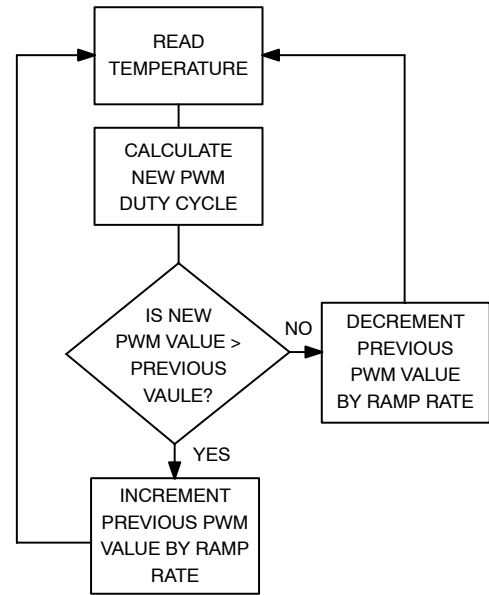 READ
TEMPERATURE
CALCULATE
NEW PWM
DUTY CYCLE
IS NEW
PWM VALUE >
PREVIOUS
VAULE?
NO
DECREMENT
PREVIOUS
PWM VALUE
BY RAMP RATE
YES
INCREMENT
PREVIOUS PWM
VALUE BY RAMP
RATE